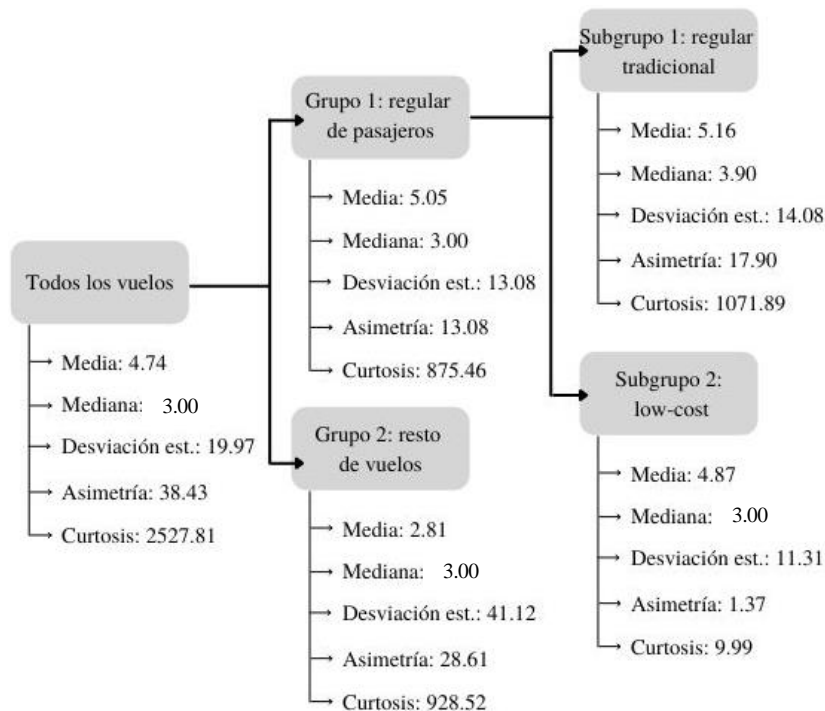 Todos los vuelos
Media: 4.74
Mediana: 3.00
Desviación est.: 19.97
Asimetría: 38.43
Curtosis: 2527.81
Grupo 1: regular
de pasajeros
Media: 5.05
Mediana: 3.00
Desviación est.: 13.08
Asimetría: 13.08
Curtosis: 875.46
Grupo 2: resto
de vuelos
Media: 2.81
Mediana: 3.00
Desviación est.: 41.12
Asimetría: 28.61
Curtosis: 928.52
Subgrupo 1: regular
tradicional
Media: 5.16
Mediana: 3.90
Desviación est.: 14.08
Asimetría: 17.90
Curtosis: 1071.89
Subgrupo 2:
low-cost
Media: 4.87
Mediana: 3.00
Desviación est.: 11.31
Asimetría: 1.37
Curtosis: 9.99